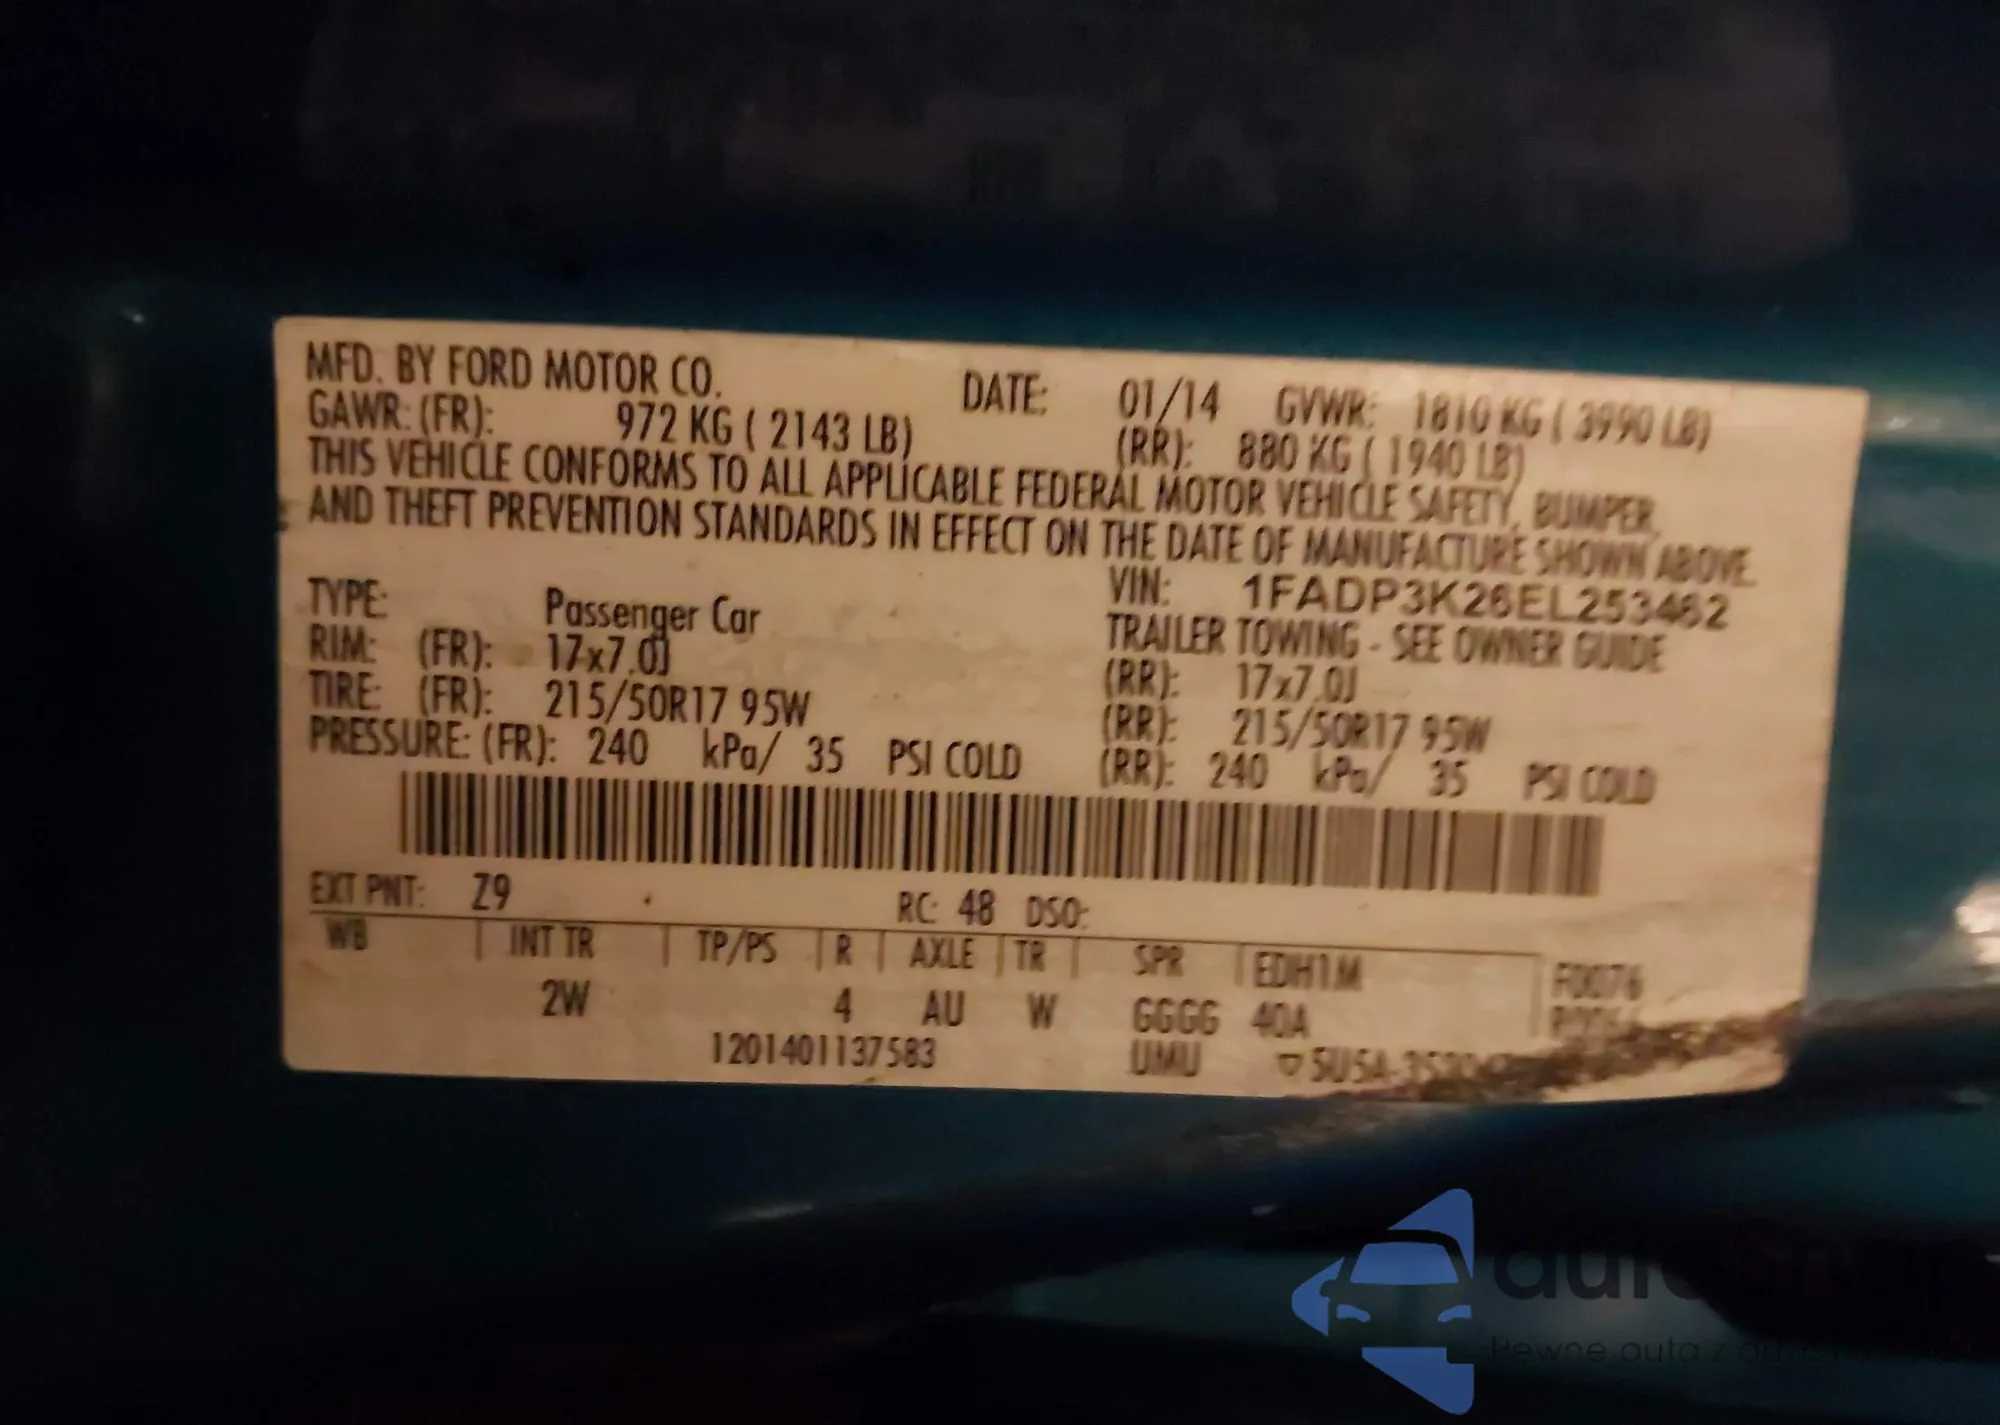 MFD. BY FORD MOTOR CO. DATE: 01/14 GVWR: 1810 KG ( 3990 LB)
GAWR: (FR): 972 KG ( 2143 LB) (RR): 880 KG ( 1940 LB)
THIS VEHICLE CONFORMS TO ALL APPLICABLE FEDERAL MOTOR VEHICLE SAFETY, BUMPER,
AND THEFT PREVENTION STANDARDS IN EFFECT ON THE DATE OF MANUFACTURE SHOWN ABOVE.
VIN: 1FADP3K26EL253462
TYPE: Passenger Car TRAILER TOWING - SEE OWNER GUIDE
RIM: (FR): 17x7.0J (RR): 17x7.0J
TIRE: (FR): 215/50R17 95W (RR): 215/50R17 95W
PRESSURE: (FR): 240 kPa/ 35 PSI COLD (RR): 240 kPa/ 35 PSI COLD
EXT PNT: Z9 RC: 48 DSO:
WB INT TR TP/PS R AXLE TR SPR EDH1M F0076
2W 4 AU W GGGG 40A
1201401137583 UMU
Pewne auta z